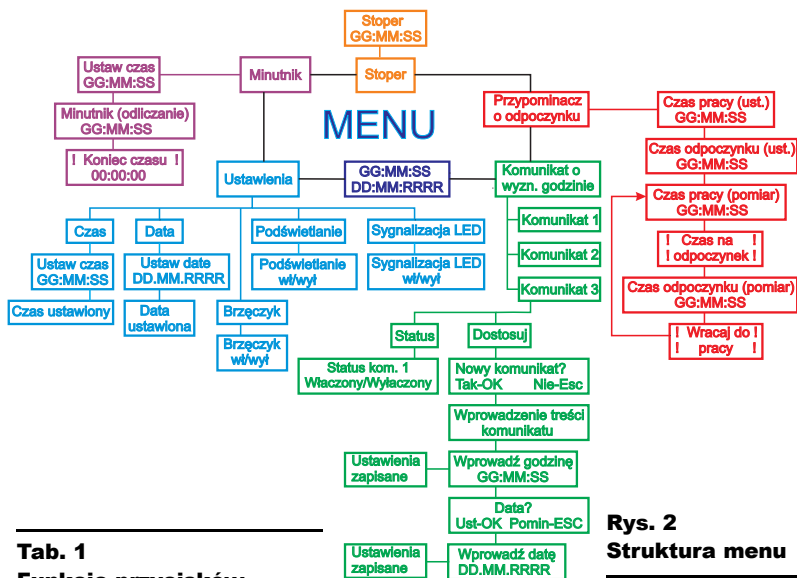 Stoper
GG:MM:SS
Ustaw czas
GG:MM:SS
Minutnik
Stoper
Minutnik (odliczanie)
GG:MM:SS
! Koniec czasu !
00:00:00
MENU
Przypominacz
o odpoczynku
Czas pracy (ust.)
GG:MM:SS
Czas odpoczynku (ust.)
GG:MM:SS
Czas pracy (pomiar)
GG:MM:SS
! Czas na !
! odpoczynek !
Czas odpoczynku (pomiar)
GG:MM:SS
! Wracaj do !
! pracy !
Ustawienia
GG:MM:SS
DD:MM:RRRR
Komunikat o
wyzn. godzinie
Komunikat 1
Komunikat 2
Komunikat 3
Czas
Data
Podświetlanie
Sygnalizacja LED
Ustaw czas
GG:MM:SS
Ustaw date
DD.MM.RRRR
Podświetlanie
wł/wył
Sygnalizacja LED
wł/wył
Czas ustawiony
Data
ustawiona
Brzęczyk
Brzęczyk
wł/wył
Status
Dostosuj
Status kom. 1
Właczony/Wyłaczony
Nowy komunikat?
Tak-OK Nie-Esc
Wprowadzenie treści
komunikatu
Ustawienia
zapisane
Wprowadź godzinę
GG:MM:SS
Data?
Ust-OK Pomin-ESC
Ustawienia
zapisane
Wprowadź datę
DD.MM.RRRR
Rys. 2
Struktura menu
Tab. 1
Funkcje przycisków